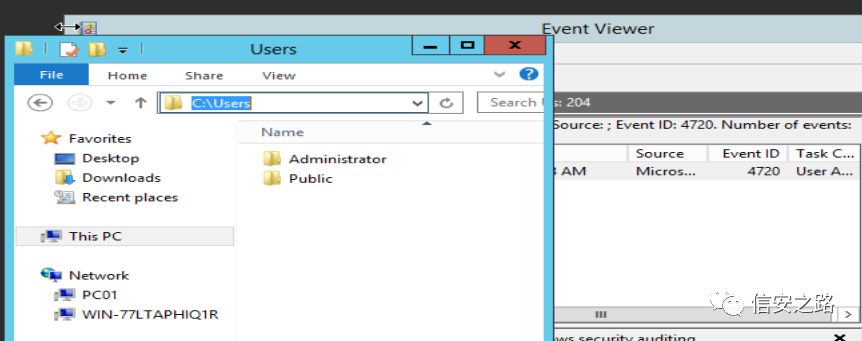 Event Viewer
Users
File Home Share View
C:\Users
Search
s: 204
Favorites
Desktop
Downloads
Recent places
This PC
Network
PC01
WIN-77LTAPHIQ1R
Name
Administrator
Public
Source: ; Event ID: 4720. Number of events:
Source Event ID Task C...
AM Micros... 4720 User A...
security auditing
信安之路